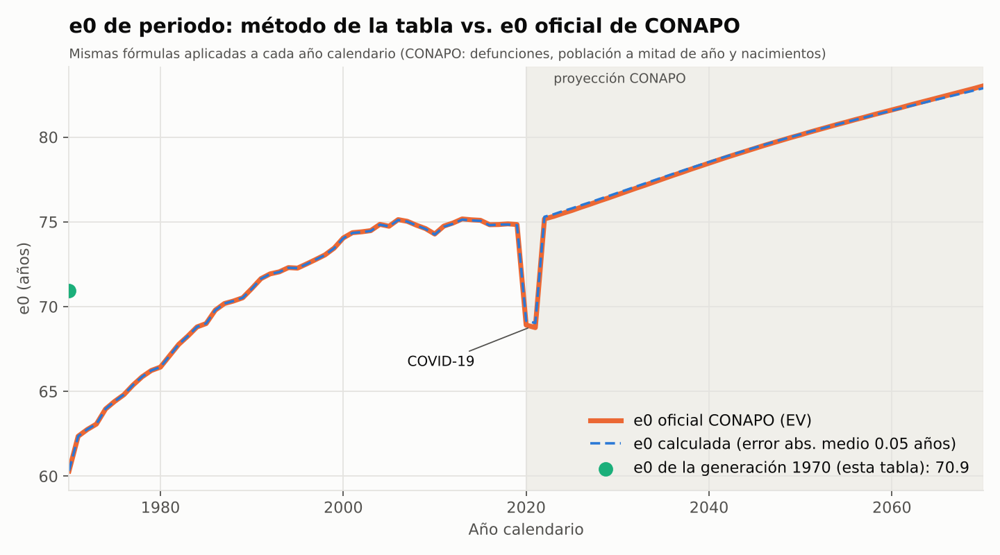 e0 de periodo: método de la tabla vs. e0 oficial de CONAPO
Mismas fórmulas aplicadas a cada año calendario (CONAPO: defunciones, población a mitad de año y nacimientos)
proyección CONAPO
80
75
70
65
60
e0 (años)
COVID-19
e0 oficial CONAPO (EV)
e0 calculada (error abs. medio 0.05 años)
e0 de la generación 1970 (esta tabla): 70.9
1980
2000
2020
2040
2060
Año calendario